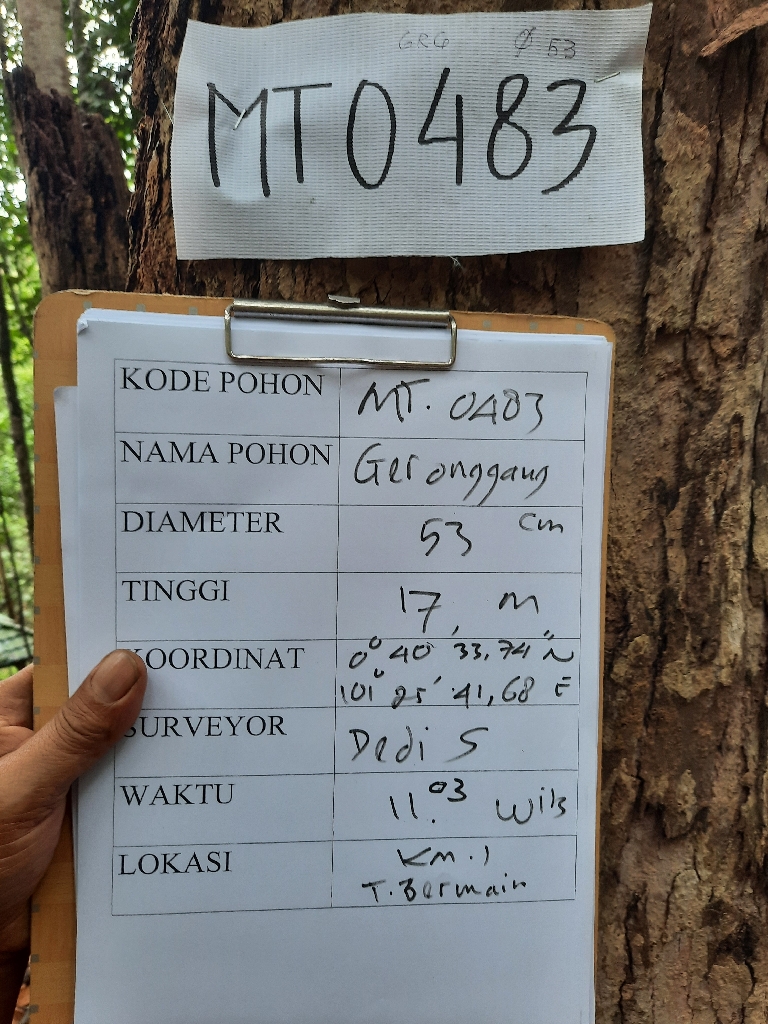 GRG Ø 53
MT0483
KODE POHON MT. 0483
NAMA POHON Geronggang
DIAMETER 53 cm
TINGGI 17, m
KOORDINAT 0° 40' 33,74" N
101° 25' 41,68 E
SURVEYOR Dedi S
WAKTU 11.03 Wib
LOKASI Km.1
T.Bermain